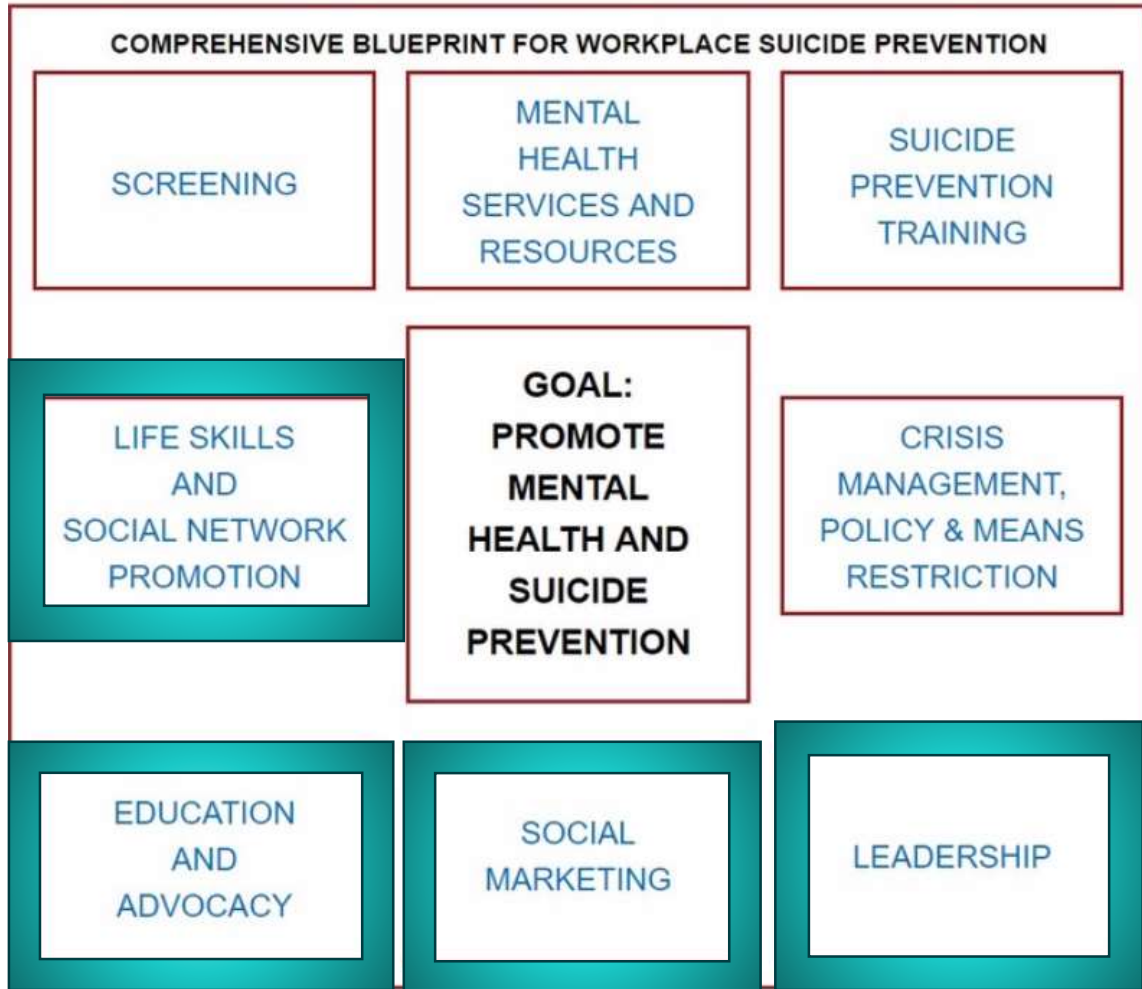 COMPREHENSIVE BLUEPRINT FOR WORKPLACE SUICIDE PREVENTION
SCREENING
MENTAL
HEALTH
SERVICES AND
RESOURCES
SUICIDE
PREVENTION
TRAINING
LIFE SKILLS
AND
SOCIAL NETWORK
PROMOTION
GOAL:
PROMOTE
MENTAL
HEALTH AND
SUICIDE
PREVENTION
CRISIS
MANAGEMENT,
POLICY & MEANS
RESTRICTION
EDUCATION
AND
ADVOCACY
SOCIAL
MARKETING
LEADERSHIP